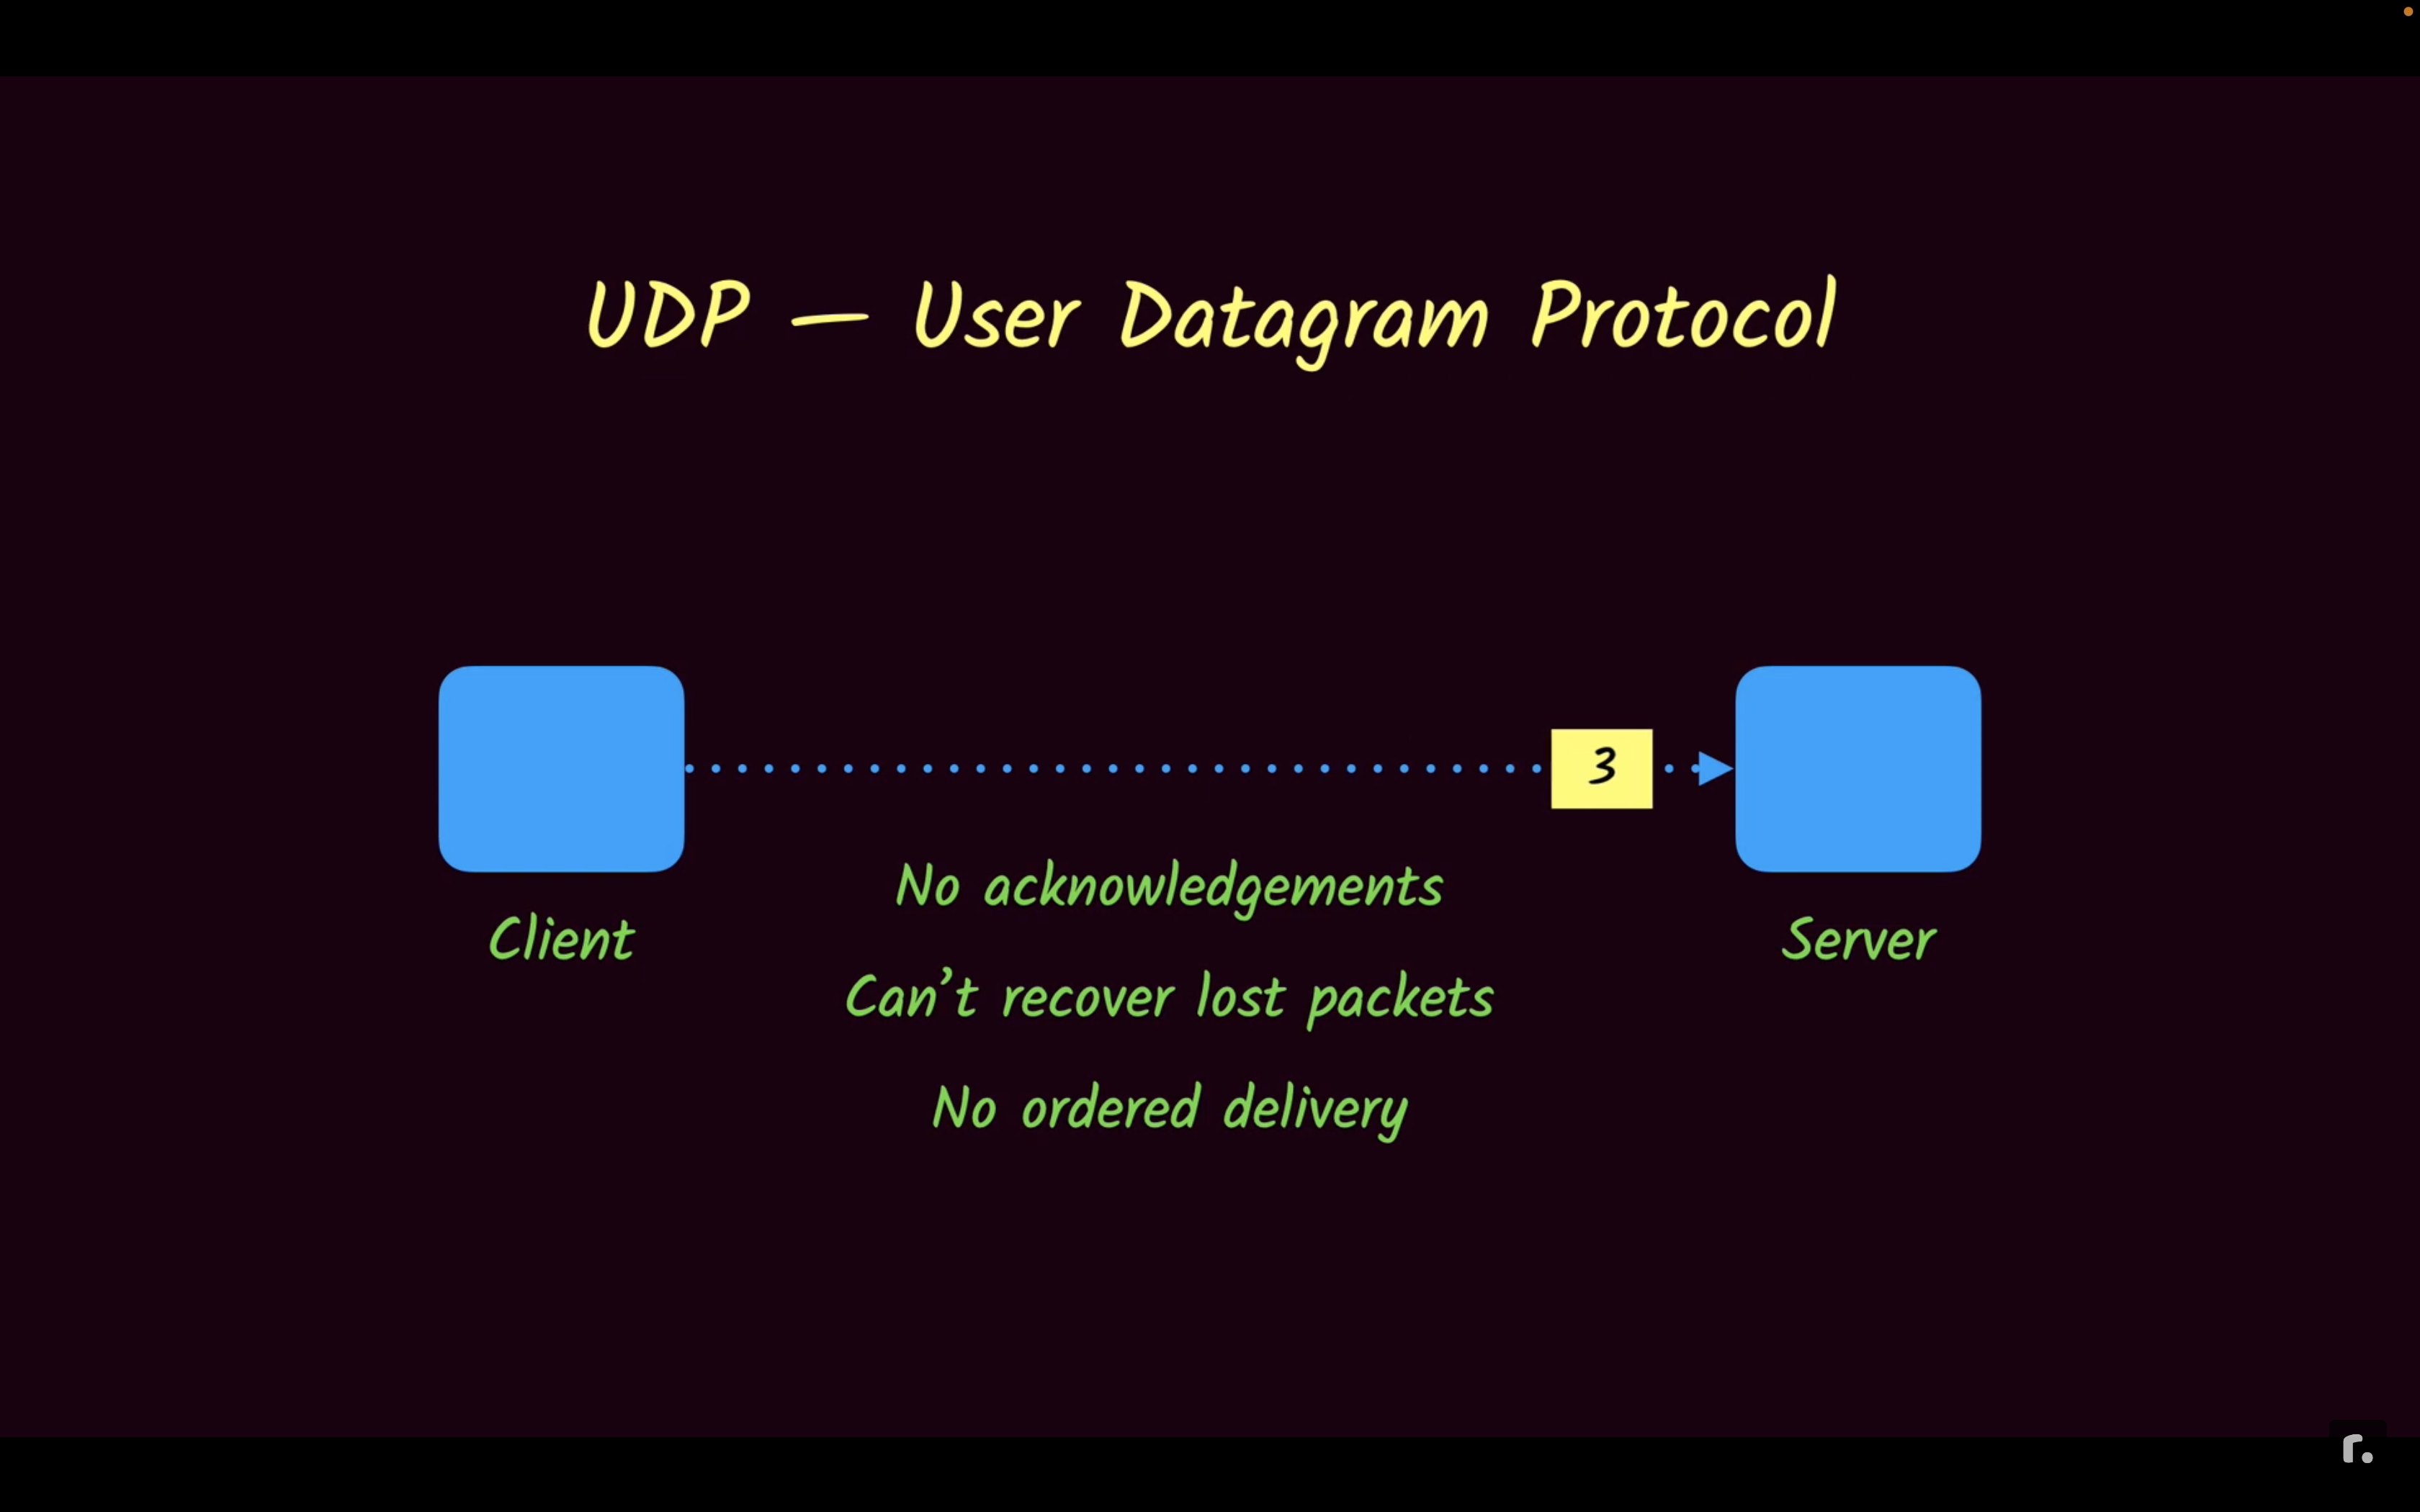 UDP — User Datagram Protocol
3
No acknowledgements
Client
Server
Can't recover lost packets
No ordered delivery
r.